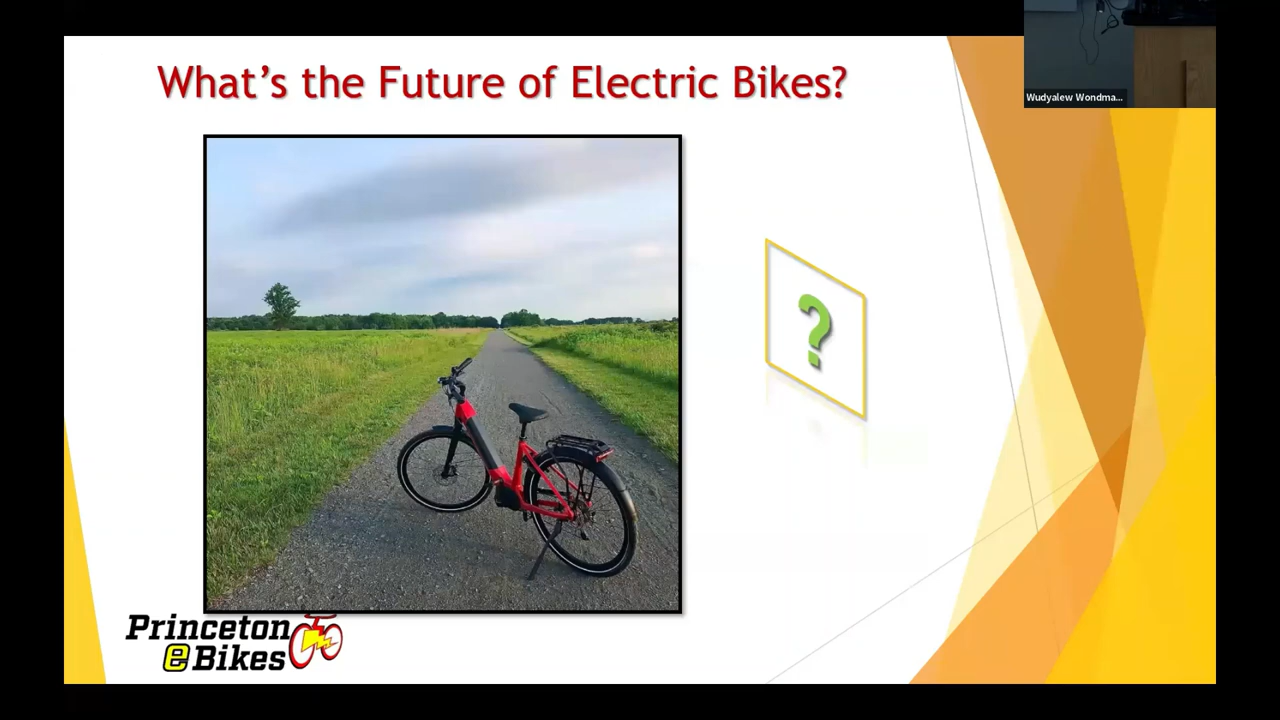 What's the Future of Electric Bikes?
Wudyalew Wondma...
?
Princeton
eBikes